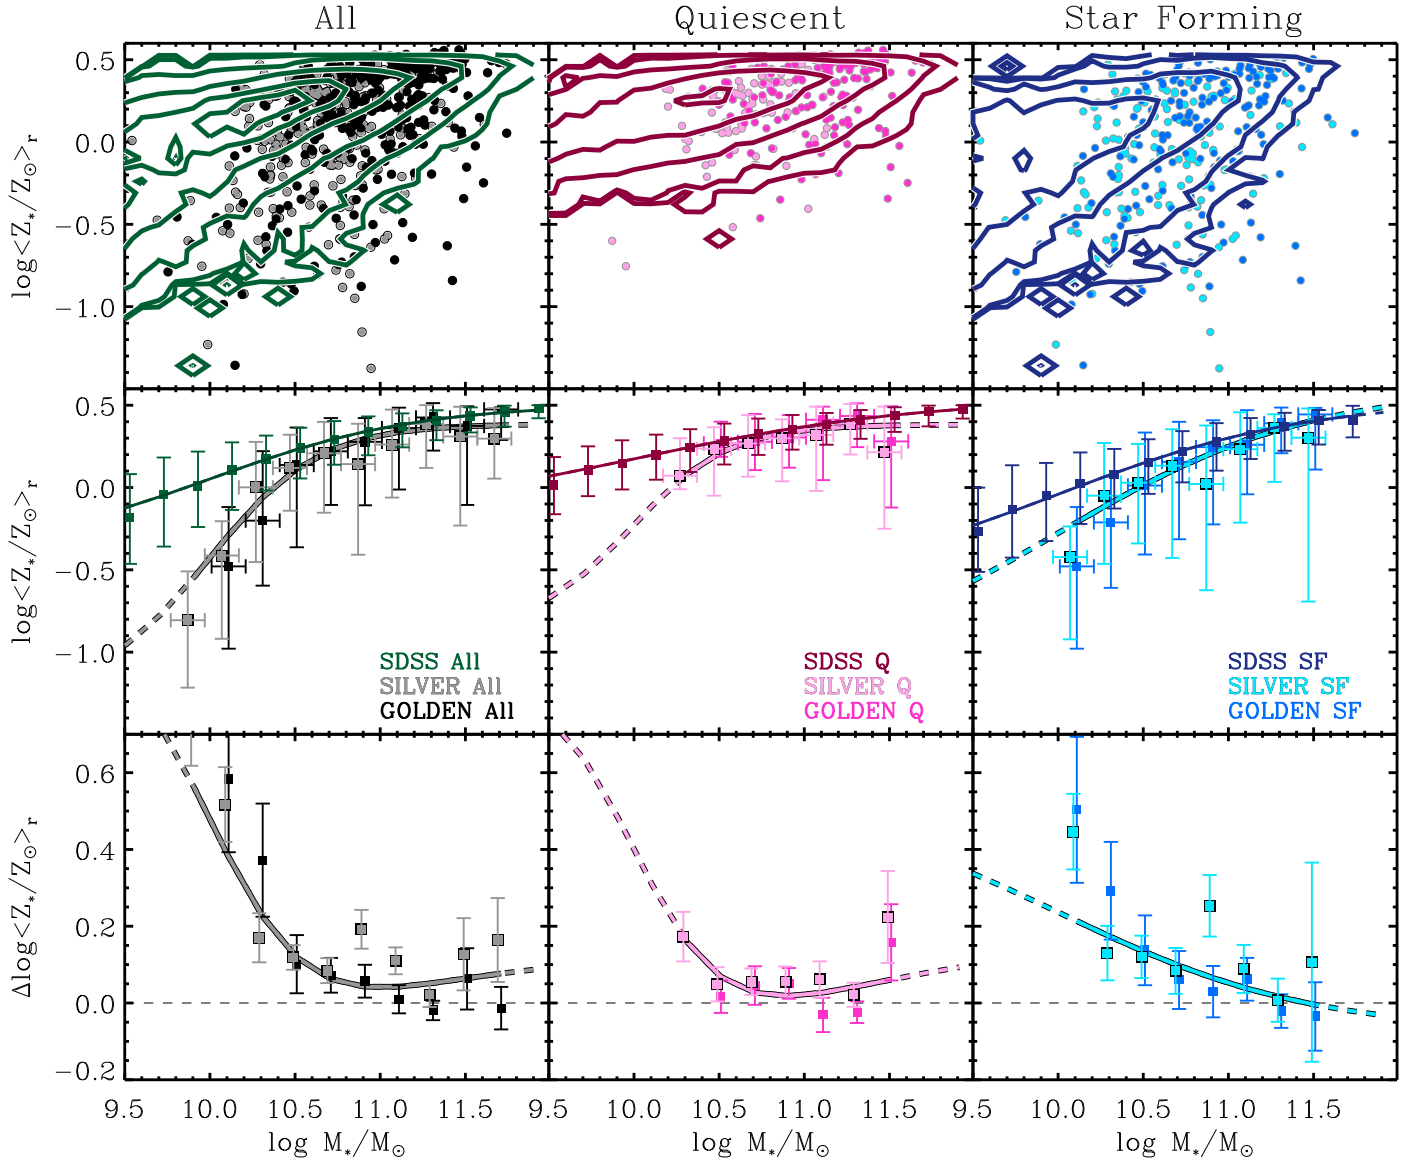 All Quiescent Star Forming
log<Z*/Z⊙>r
0.5
0.0
−0.5
−1.0
log<Z*/Z⊙>r
0.5
0.0
−0.5
−1.0
SDSS All
SILVER All
GOLDEN All
SDSS Q
SILVER Q
GOLDEN Q
SDSS SF
SILVER SF
GOLDEN SF
Δlog<Z*/Z⊙>r
0.6
0.4
0.2
0.0
−0.2
9.5 10.0 10.5 11.0 11.5 9.5 10.0 10.5 11.0 11.5 9.5 10.0 10.5 11.0 11.5
log M*/M⊙ log M*/M⊙ log M*/M⊙